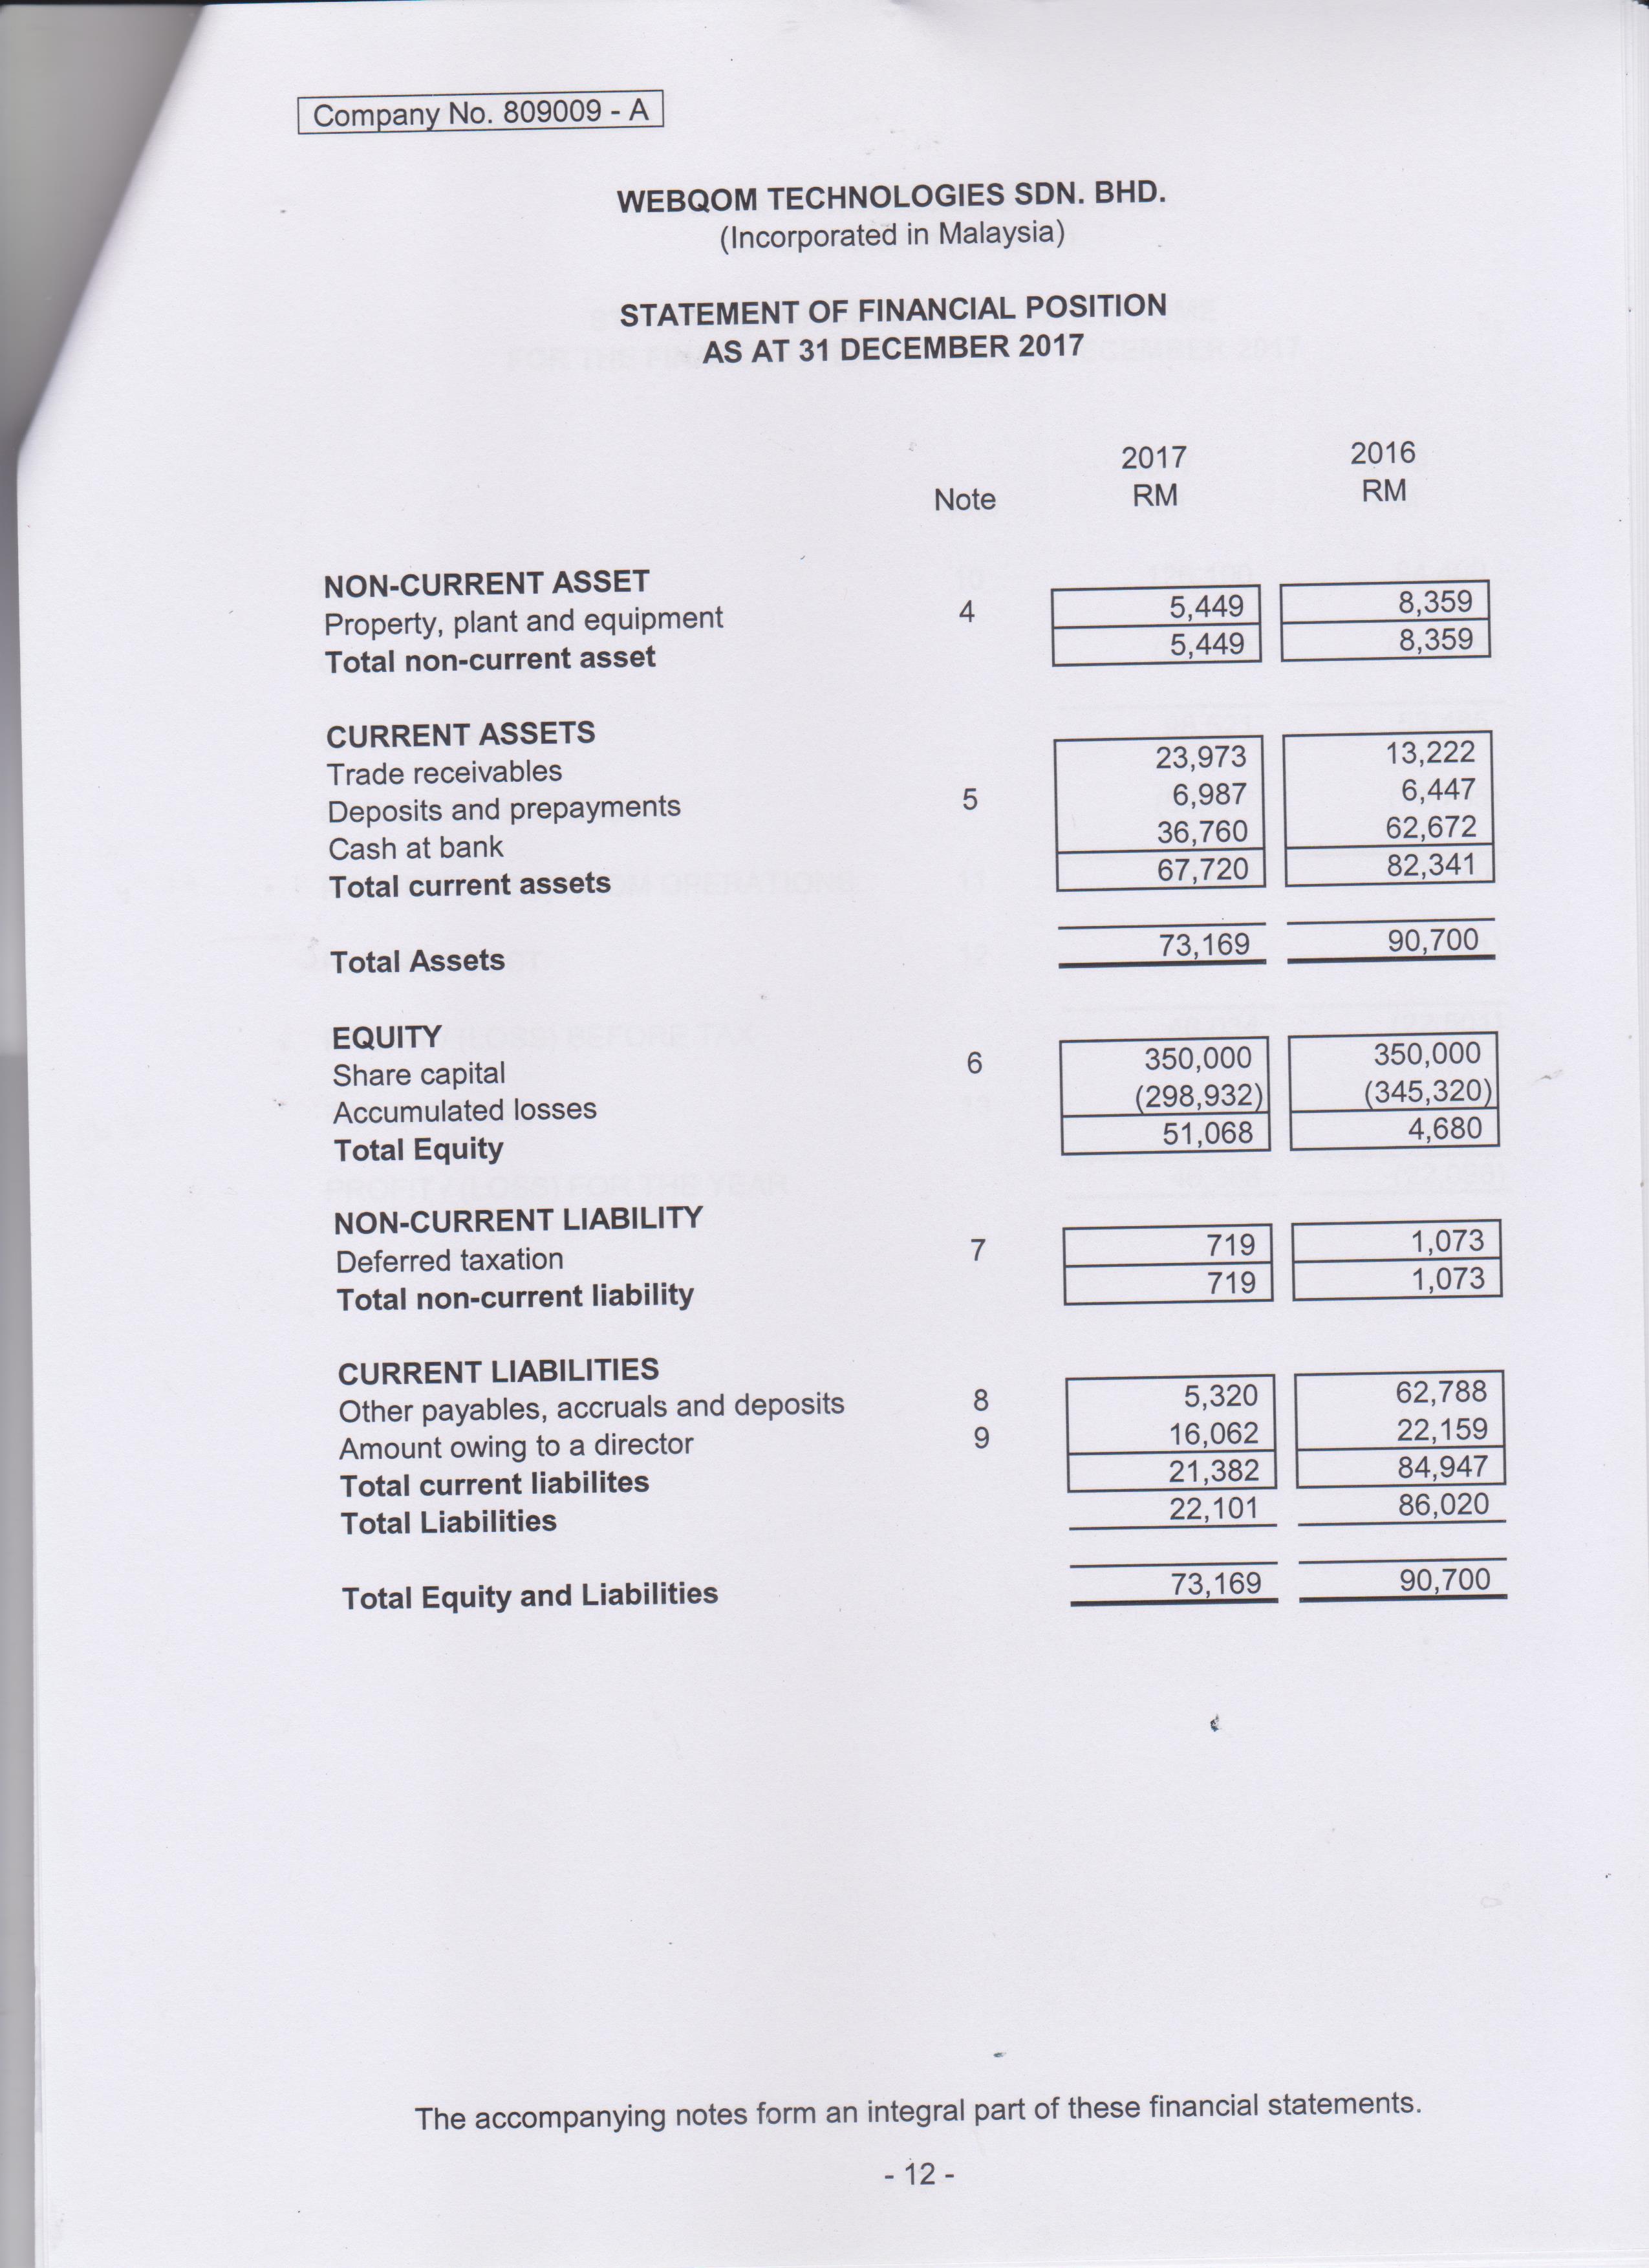 Company No. 809009 - A
WEBQOM TECHNOLOGIES SDN. BHD.
(Incorporated in Malaysia)
STATEMENT OF FINANCIAL POSITION
AS AT 31 DECEMBER 2017
2017 2016
Note RM RM
NON-CURRENT ASSET
Property, plant and equipment 4 5,449 8,359
Total non-current asset 5,449 8,359
CURRENT ASSETS
Trade receivables 23,973 13,222
Deposits and prepayments 5 6,987 6,447
Cash at bank 36,760 62,672
Total current assets 67,720 82,341
Total Assets 73,169 90,700
EQUITY
Share capital 6 350,000 350,000
Accumulated losses (298,932) (345,320)
Total Equity 51,068 4,680
NON-CURRENT LIABILITY
Deferred taxation 7 719 1,073
Total non-current liability 719 1,073
CURRENT LIABILITIES
Other payables, accruals and deposits 8 5,320 62,788
Amount owing to a director 9 16,062 22,159
Total current liabilites 21,382 84,947
Total Liabilities 22,101 86,020
Total Equity and Liabilities 73,169 90,700
The accompanying notes form an integral part of these financial statements.
- 12 -